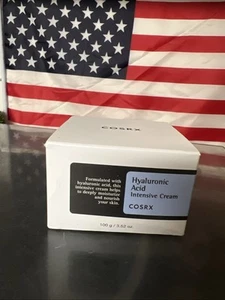 COSRX
Formulated with
hyaluronic acid, this
intensive cream helps
to deeply moisturize
and nourish
your skin.
Hyaluronic
Acid
Intensive Cream
COSRX
100 g / 3.52 oz